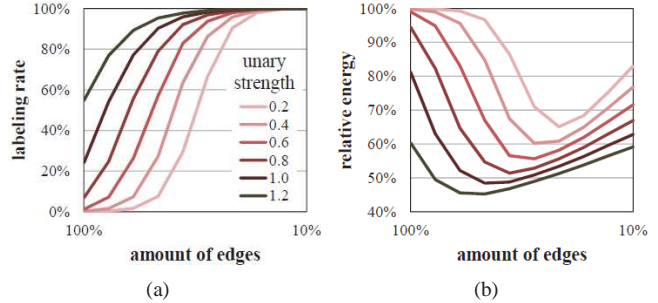 100%
80%
60%
40%
20%
0%
labeling rate
unary
strength
0.2
0.4
0.6
0.8
1.0
1.2
100%
10%
amount of edges
(a)
100%
90%
80%
70%
60%
50%
40%
relative energy
100%
10%
amount of edges
(b)